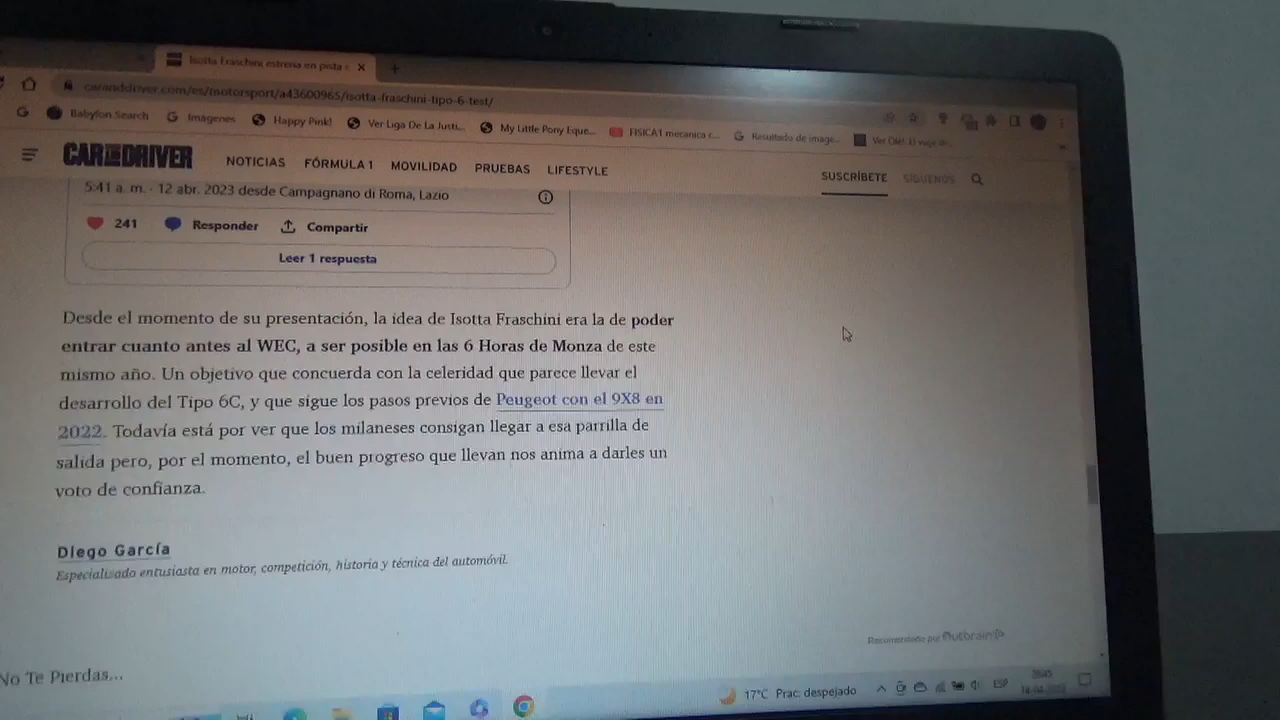 Isotta Fraschini estrena en pista
caranddriver.com/es/motorsport/a43600965/isotta-fraschini-tipo-6-test/
Babylon Search Imágenes Happy Pink! Ver Liga De La Justi... My Little Pony Eque... FISICA1 mecanica r... Resultado de image...
CAR AND DRIVER NOTICIAS FÓRMULA 1 MOVILIDAD PRUEBAS LIFESTYLE SUSCRÍBETE SÍGUENOS
5:41 a. m. · 12 abr. 2023 desde Campagnano di Roma, Lazio
241 Responder Compartir
Leer 1 respuesta
Desde el momento de su presentación, la idea de Isotta Fraschini era la de poder
entrar cuanto antes al WEC, a ser posible en las 6 Horas de Monza de este
mismo año. Un objetivo que concuerda con la celeridad que parece llevar el
desarrollo del Tipo 6C, y que sigue los pasos previos de Peugeot con el 9X8 en
2022. Todavía está por ver que los milaneses consigan llegar a esa parrilla de
salida pero, por el momento, el buen progreso que llevan nos anima a darles un
voto de confianza.
Diego García
Especialisado entusiasta en motor, competición, historia y técnica del automóvil.
Recomendado por Outbrain
No Te Pierdas...
17°C Prac. despejado ESP